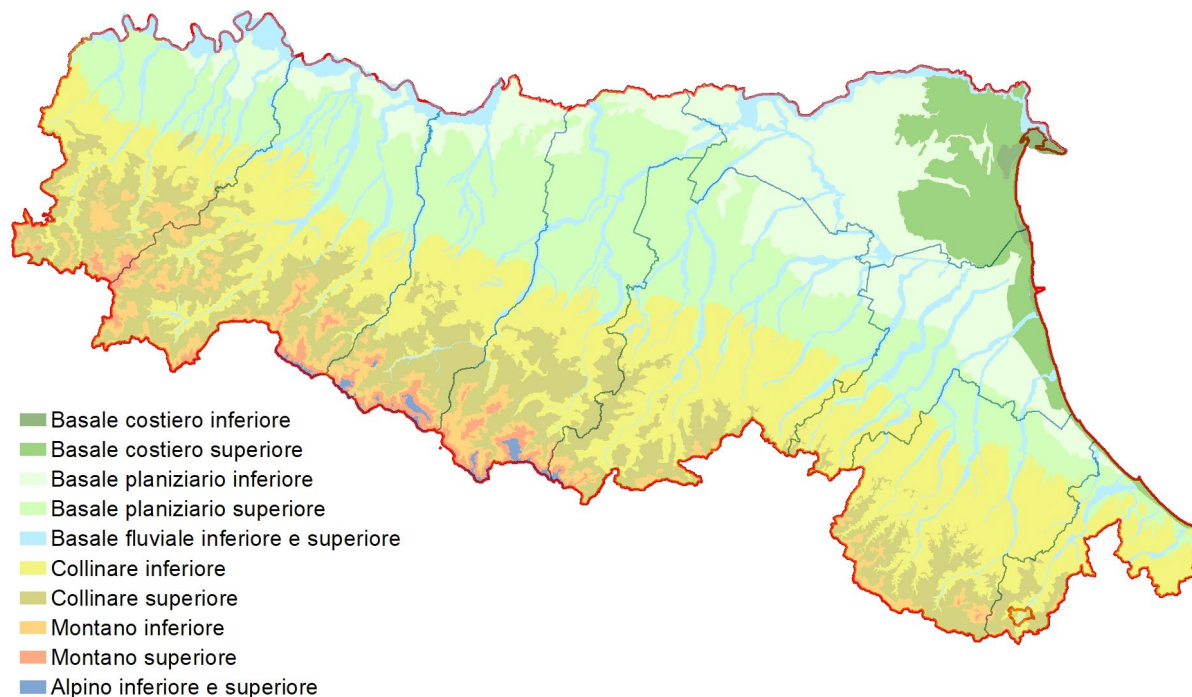 Basale costiero inferiore
Basale costiero superiore
Basale planiziario inferiore
Basale planiziario superiore
Basale fluviale inferiore e superiore
Collinare inferiore
Collinare superiore
Montano inferiore
Montano superiore
Alpino inferiore e superiore